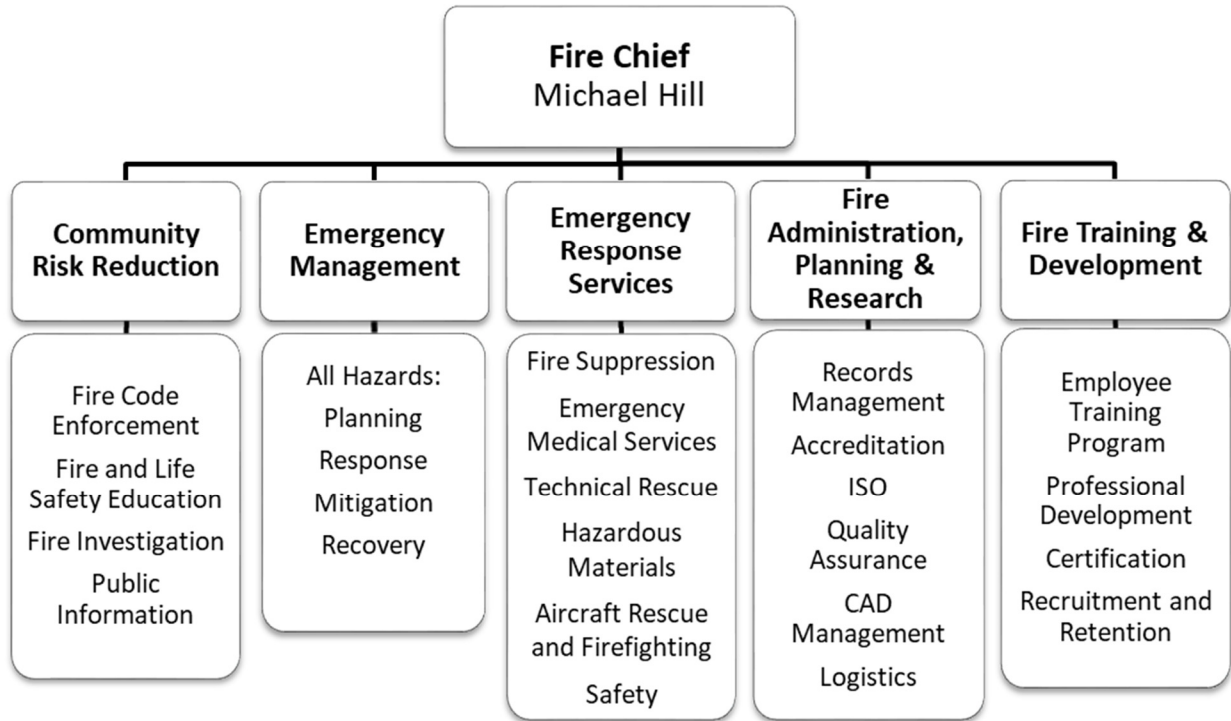 Fire Chief
Michael Hill
Community
Risk Reduction
Emergency
Management
Emergency
Response
Services
Fire
Administration,
Planning &
Research
Fire Training &
Development
Fire Code
Enforcement
Fire and Life
Safety Education
Fire Investigation
Public
Information
All Hazards:
Planning
Response
Mitigation
Recovery
Fire Suppression
Emergency
Medical Services
Technical Rescue
Hazardous
Materials
Aircraft Rescue
and Firefighting
Safety
Records
Management
Accreditation
ISO
Quality
Assurance
CAD
Management
Logistics
Employee
Training
Program
Professional
Development
Certification
Recruitment and
Retention